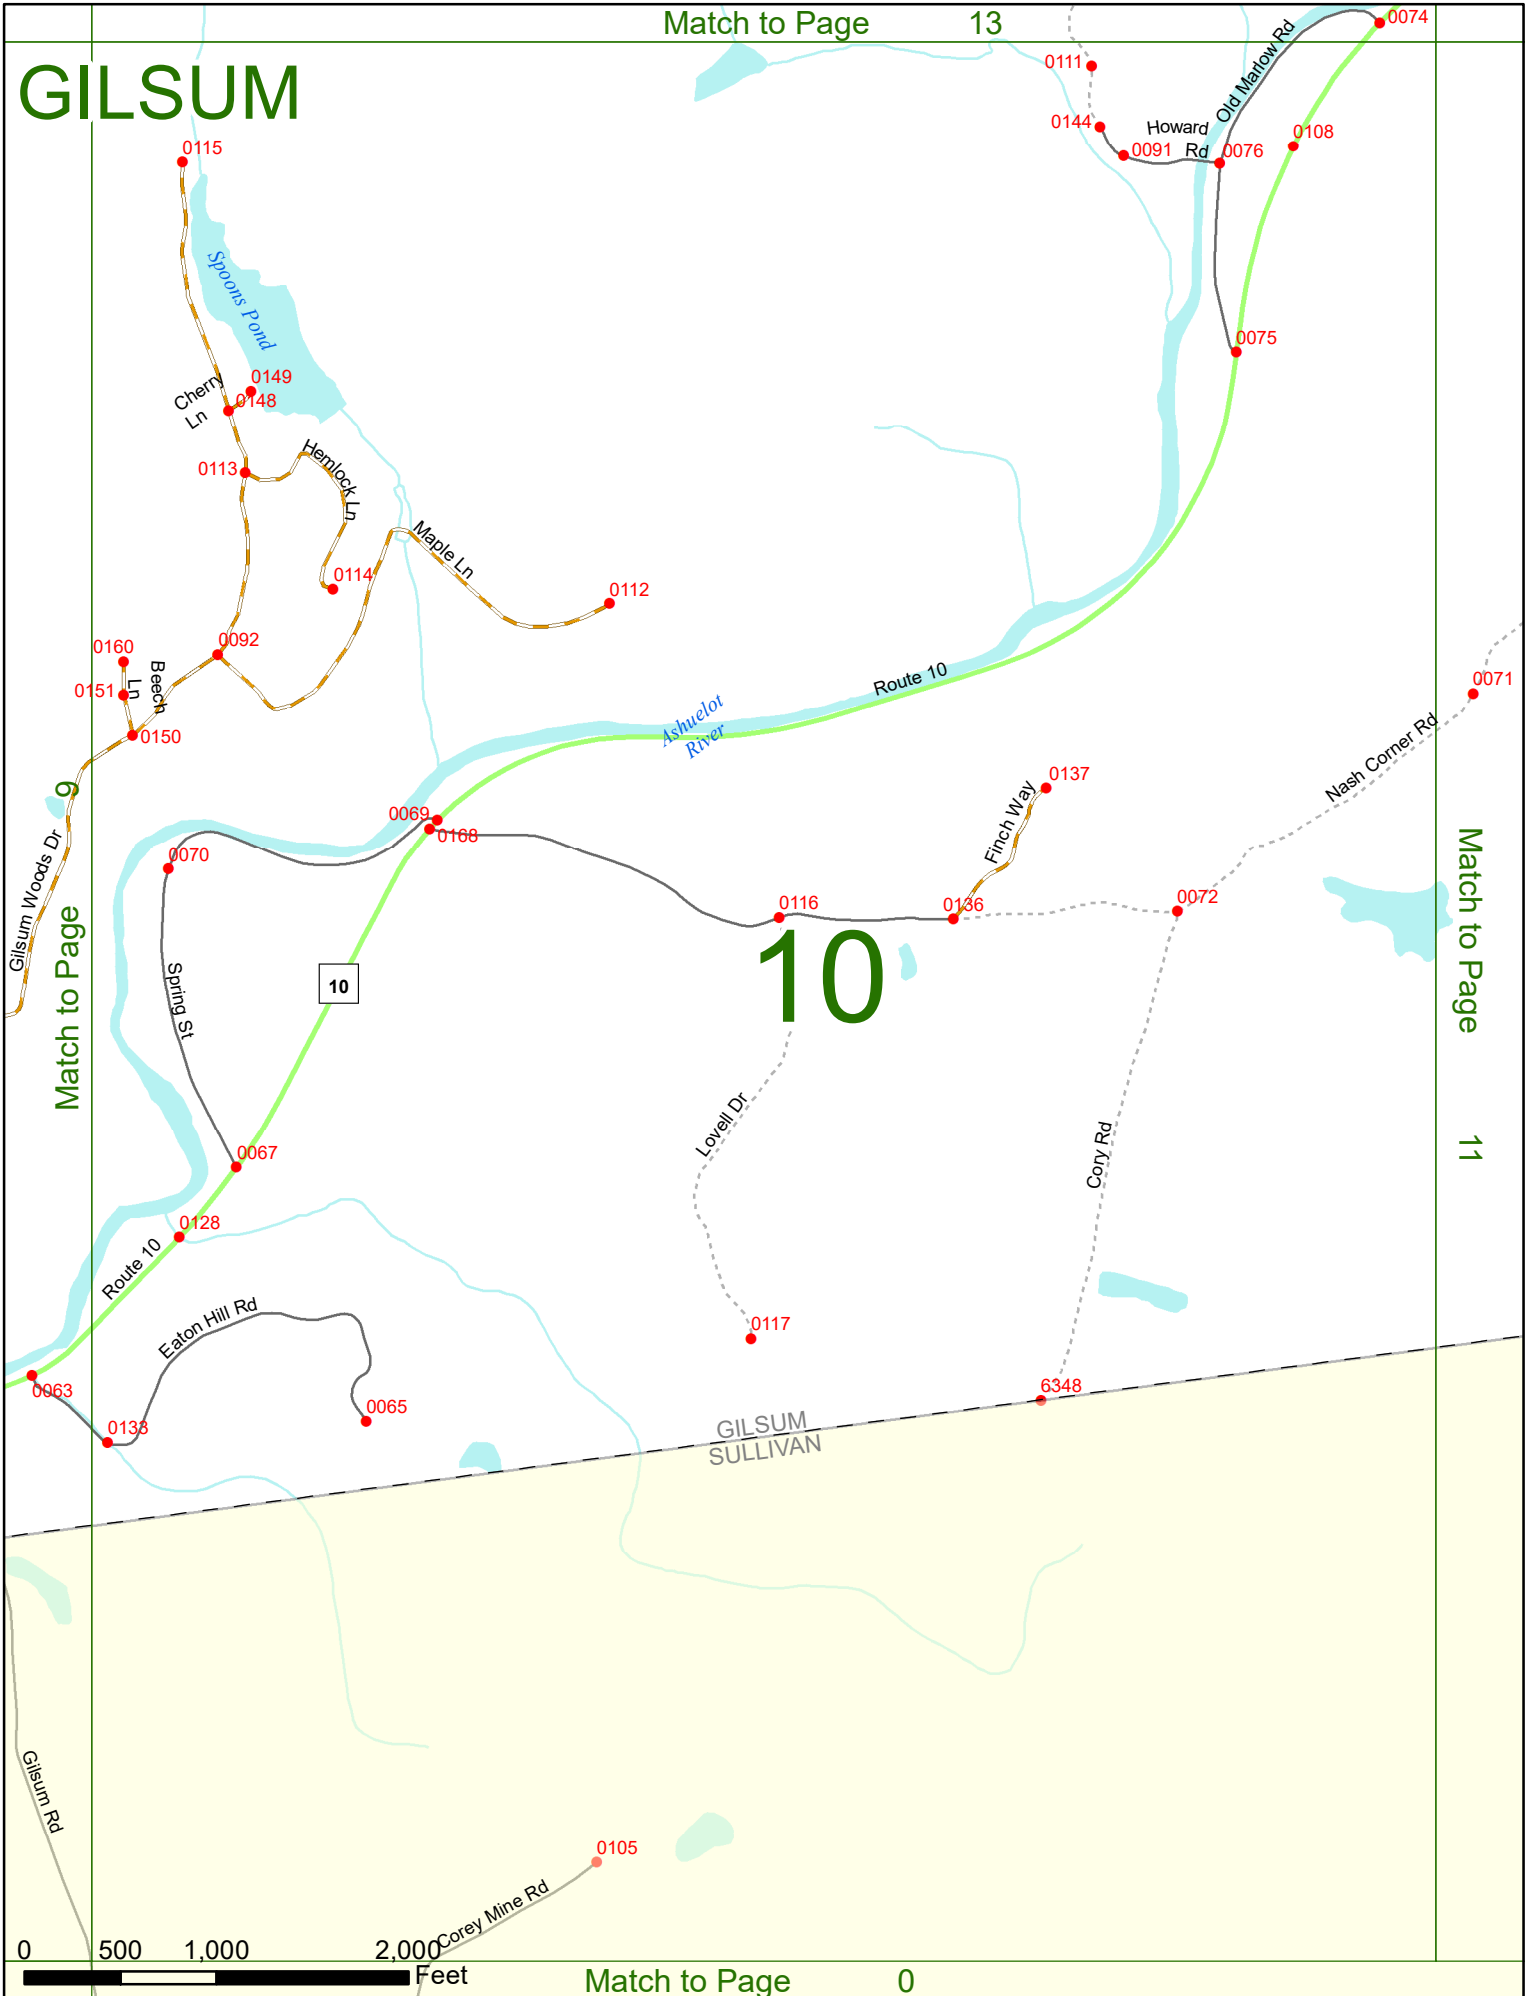 Match to Page 13
GILSUM
0074
0111
Old Marlow Rd
0144
Howard
Rd
0091
0076
0108
0115
Spoons Pond
0075
0149
Cherry
Ln
0148
0113
Hemlock Ln
Maple Ln
0114
0112
0092
0160
Beech
Ln
0151
0150
Route 10
0071
Ashuelot
River
Nash Corner Rd
9
Match to Page
0137
Finch Way
0069
0168
Gilsum Woods Dr
0070
0116
0136
0072
Match to Page
11
10
10
Spring St
Lovell Dr
Cory Rd
0067
0128
Route 10
Eaton Hill Rd
0117
0063
0065
0133
6348
GILSUM
SULLIVAN
Gilsum Rd
0105
Corey Mine Rd
0 500 1,000 2,000
Feet
Match to Page 0